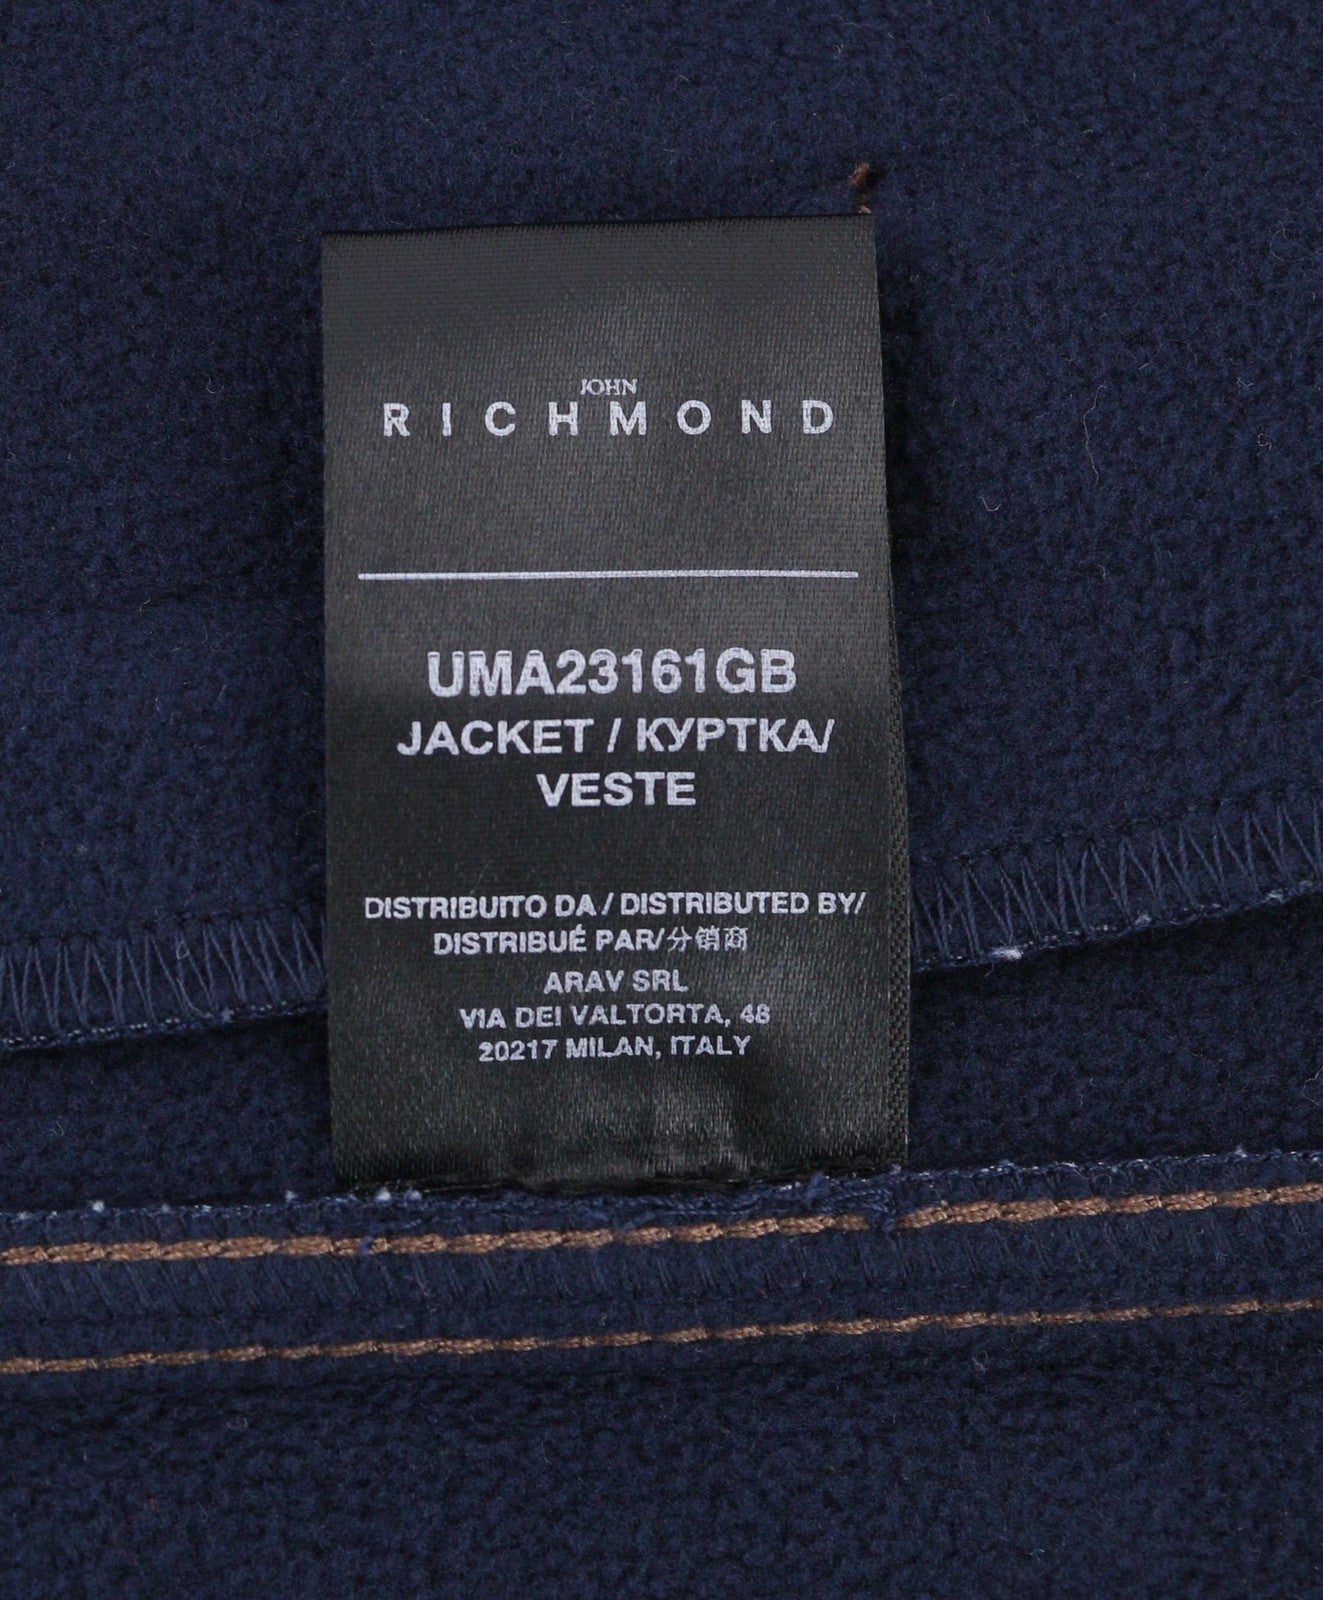 JOHN
RICHMOND
UMA23161GB
JACKET / КУРТКА/
VESTE
DISTRIBUITO DA / DISTRIBUTED BY/
DISTRIBUÉ PAR/分销商
ARAV SRL
VIA DEI VALTORTA, 48
20217 MILAN, ITALY